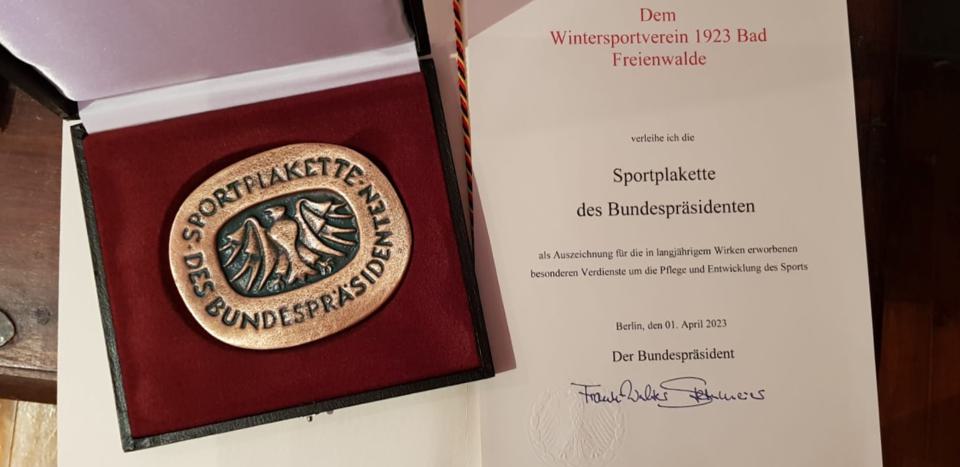 SPORTPLAKETTE · DES BUNDESPRÄSIDENTEN ·
Dem
Wintersportverein 1923 Bad
Freienwalde
verleihe ich die
Sportplakette
des Bundespräsidenten
als Auszeichnung für die in langjährigem Wirken erworbenen
besonderen Verdienste um die Pflege und Entwicklung des Sports
Berlin, den 01. April 2023
Der Bundespräsident